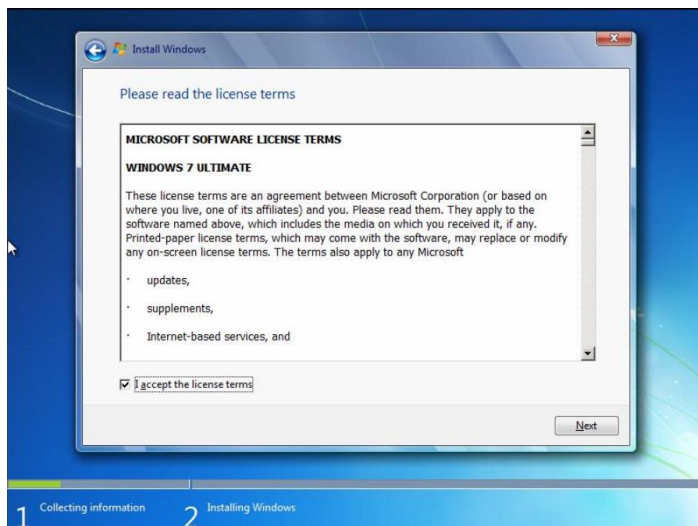 Install Windows
Please read the license terms
MICROSOFT SOFTWARE LICENSE TERMS
WINDOWS 7 ULTIMATE
These license terms are an agreement between Microsoft Corporation (or based on
where you live, one of its affiliates) and you. Please read them. They apply to the
software named above, which includes the media on which you received it, if any.
Printed-paper license terms, which may come with the software, may replace or modify
any on-screen license terms. The terms also apply to any Microsoft
· updates,
· supplements,
· Internet-based services, and
I accept the license terms
Next
1 Collecting information
2 Installing Windows